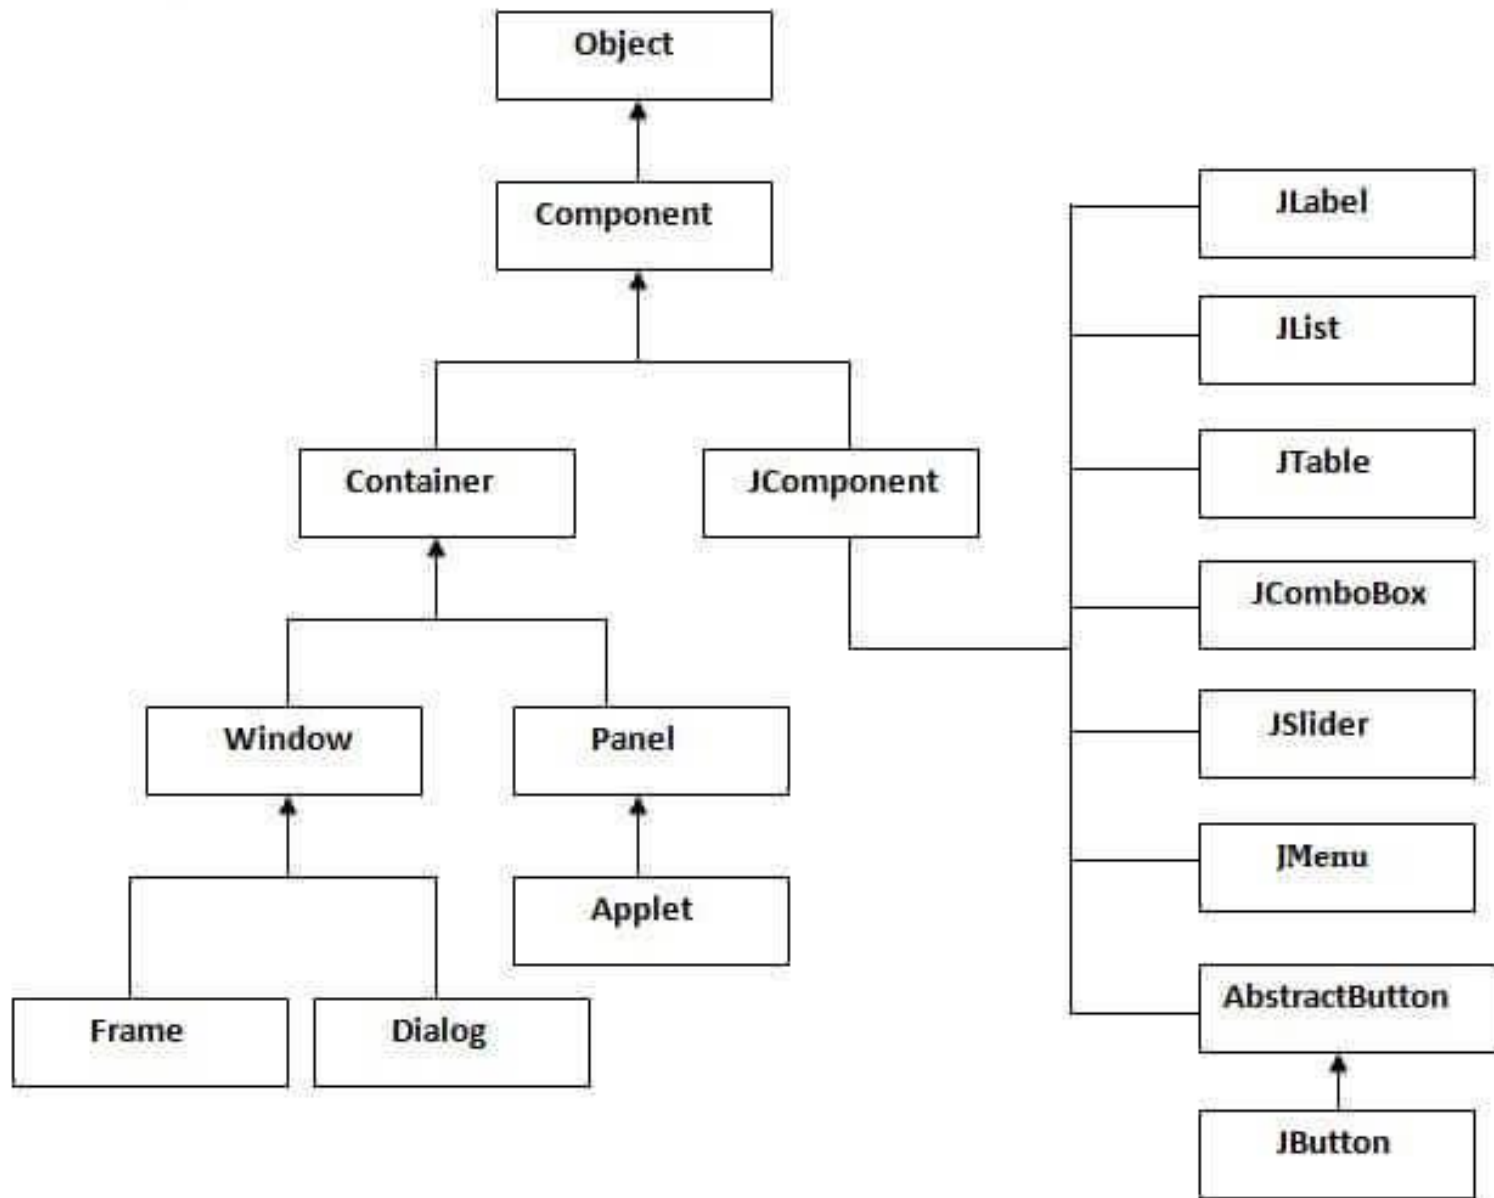 Object
Component
Container
JComponent
Window
Panel
Applet
Frame
Dialog
JLabel
JList
JTable
JComboBox
JSlider
JMenu
AbstractButton
JButton